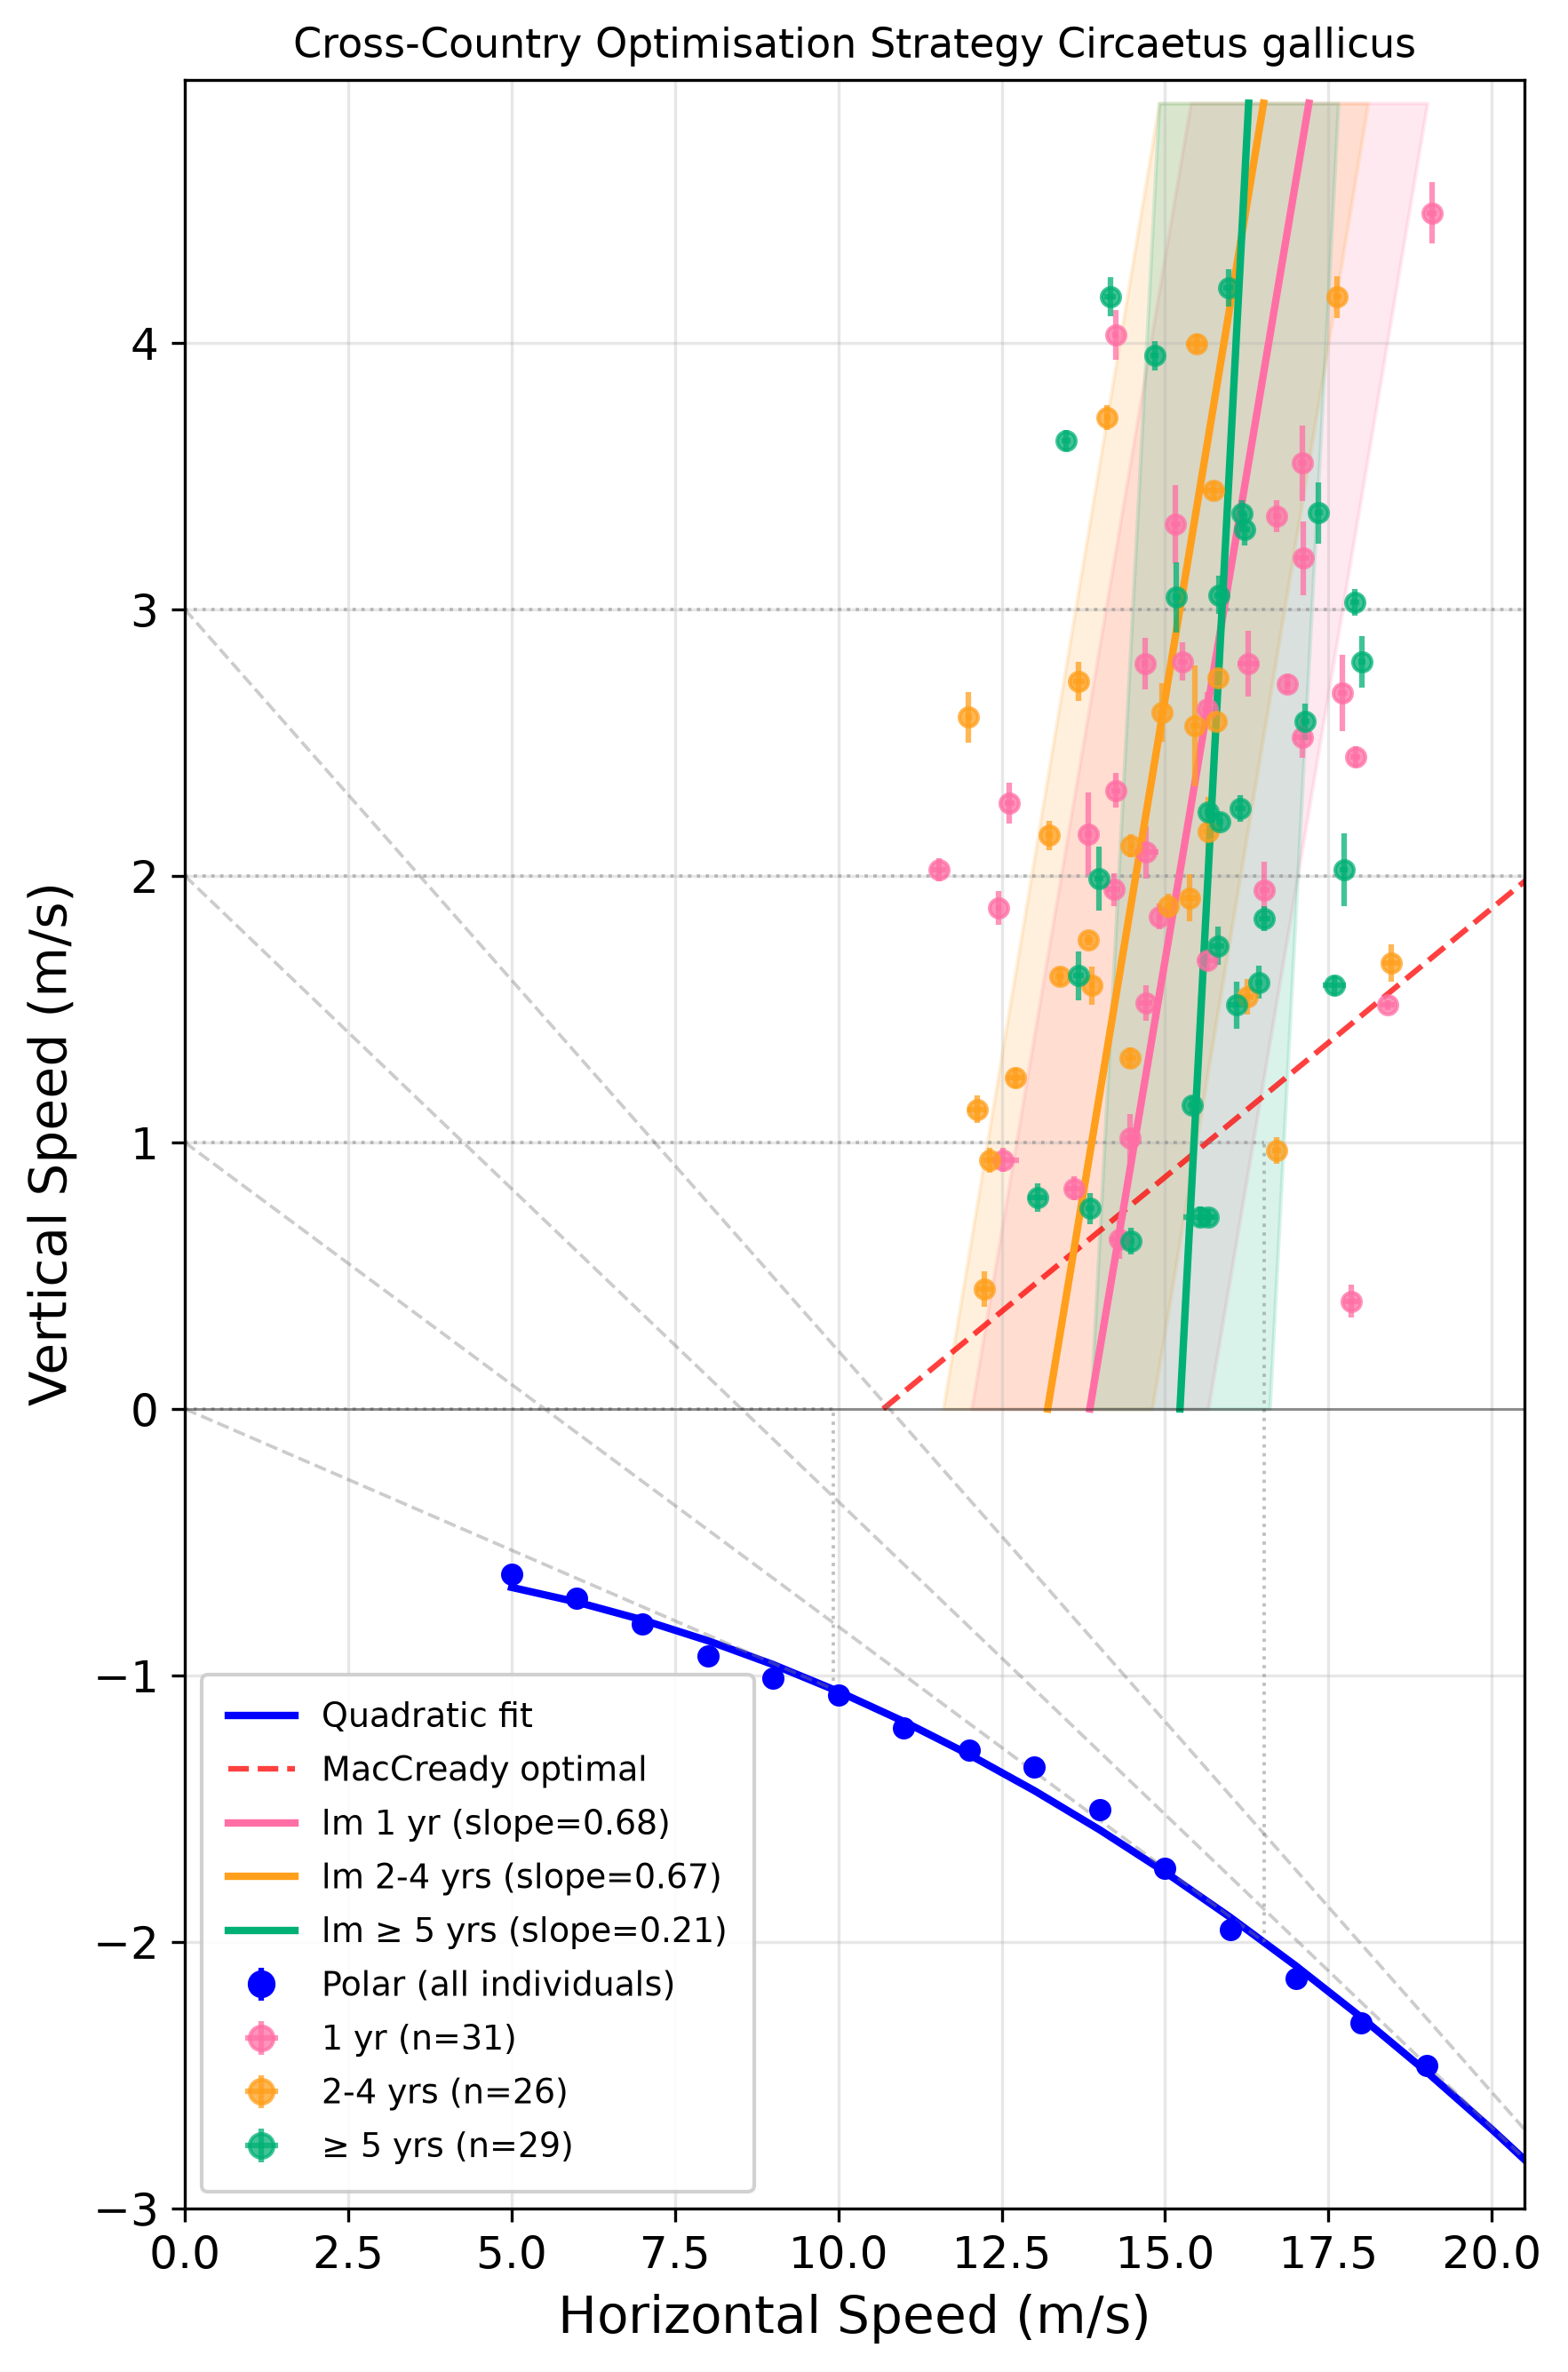 Cross-Country Optimisation Strategy Circaetus gallicus
Vertical Speed (m/s)
4
3
2
1
0
−1
−2
−3
Quadratic fit
MacCready optimal
lm 1 yr (slope=0.68)
lm 2-4 yrs (slope=0.67)
lm ≥ 5 yrs (slope=0.21)
Polar (all individuals)
1 yr (n=31)
2-4 yrs (n=26)
≥ 5 yrs (n=29)
0.0 2.5 5.0 7.5 10.0 12.5 15.0 17.5 20.0
Horizontal Speed (m/s)